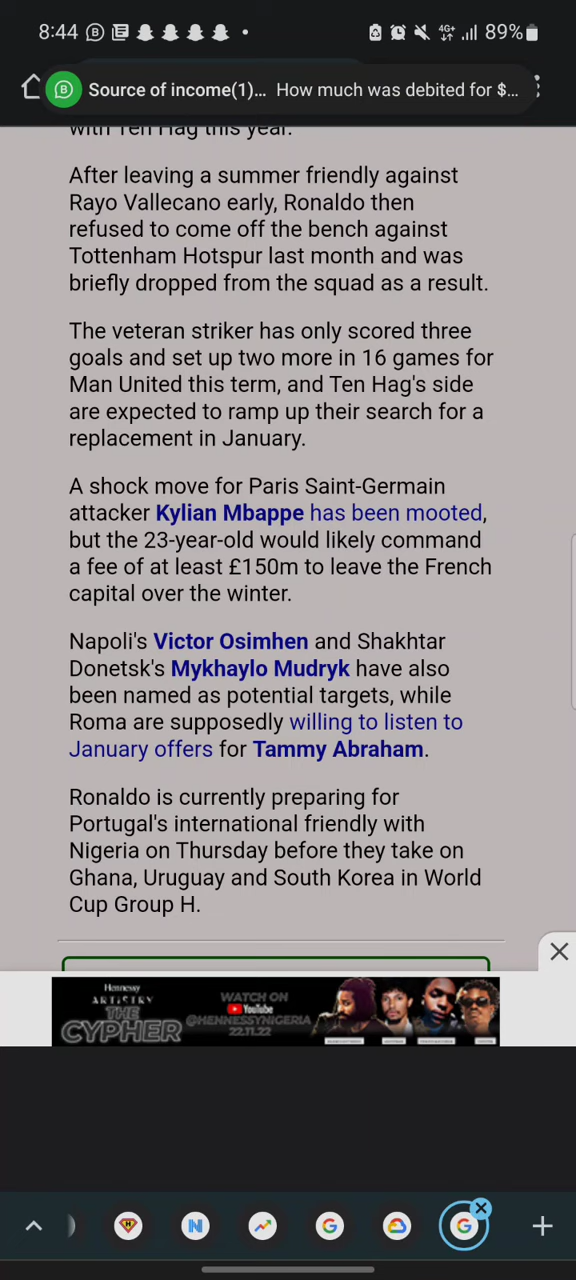 8:44
4G+
89%
Source of income(1)... How much was debited for $...
with Ten Hag this year.
After leaving a summer friendly against
Rayo Vallecano early, Ronaldo then
refused to come off the bench against
Tottenham Hotspur last month and was
briefly dropped from the squad as a result.
The veteran striker has only scored three
goals and set up two more in 16 games for
Man United this term, and Ten Hag's side
are expected to ramp up their search for a
replacement in January.
A shock move for Paris Saint-Germain
attacker Kylian Mbappe has been mooted,
but the 23-year-old would likely command
a fee of at least £150m to leave the French
capital over the winter.
Napoli's Victor Osimhen and Shakhtar
Donetsk's Mykhaylo Mudryk have also
been named as potential targets, while
Roma are supposedly willing to listen to
January offers for Tammy Abraham.
Ronaldo is currently preparing for
Portugal's international friendly with
Nigeria on Thursday before they take on
Ghana, Uruguay and South Korea in World
Cup Group H.
Hennessy
ARTISTRY
THE
CYPHER
WATCH ON
YouTube
@HENNESSYNIGERIA
22.11.22